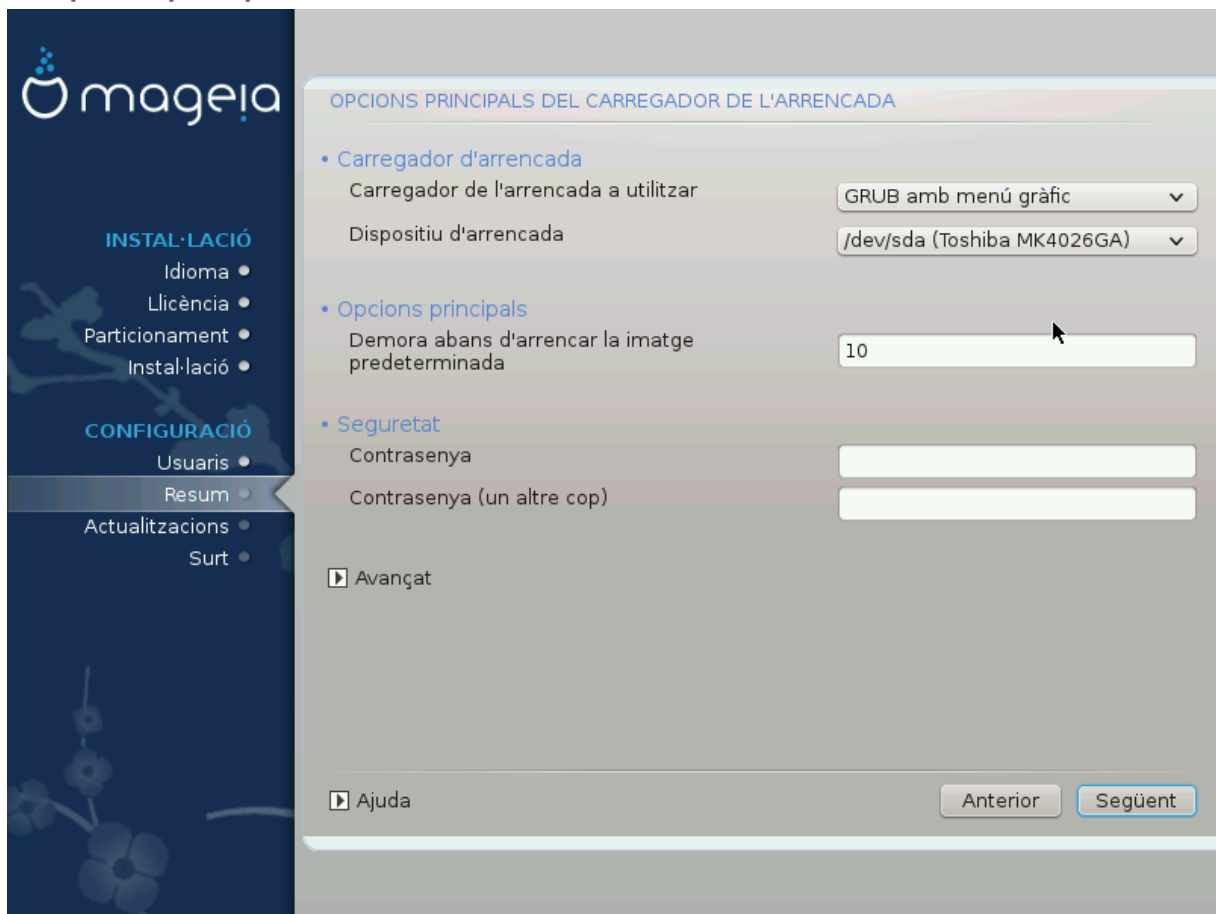 mageia
OPCIONS PRINCIPALS DEL CARREGADOR DE L'ARRENCADA
• Carregador d'arrencada
Carregador de l'arrencada a utilitzar
GRUB amb menú gràfic
Dispositiu d'arrencada
/dev/sda (Toshiba MK4026GA)
• Opcions principals
Demora abans d'arrencar la imatge
predeterminada
10
• Seguretat
Contrasenya
Contrasenya (un altre cop)
Avançat
Ajuda
Anterior
Següent
INSTAL·LACIÓ
Idioma
Llicència
Particionament
Instal·lació
CONFIGURACIÓ
Usuaris
Resum
Actualitzacions
Surt